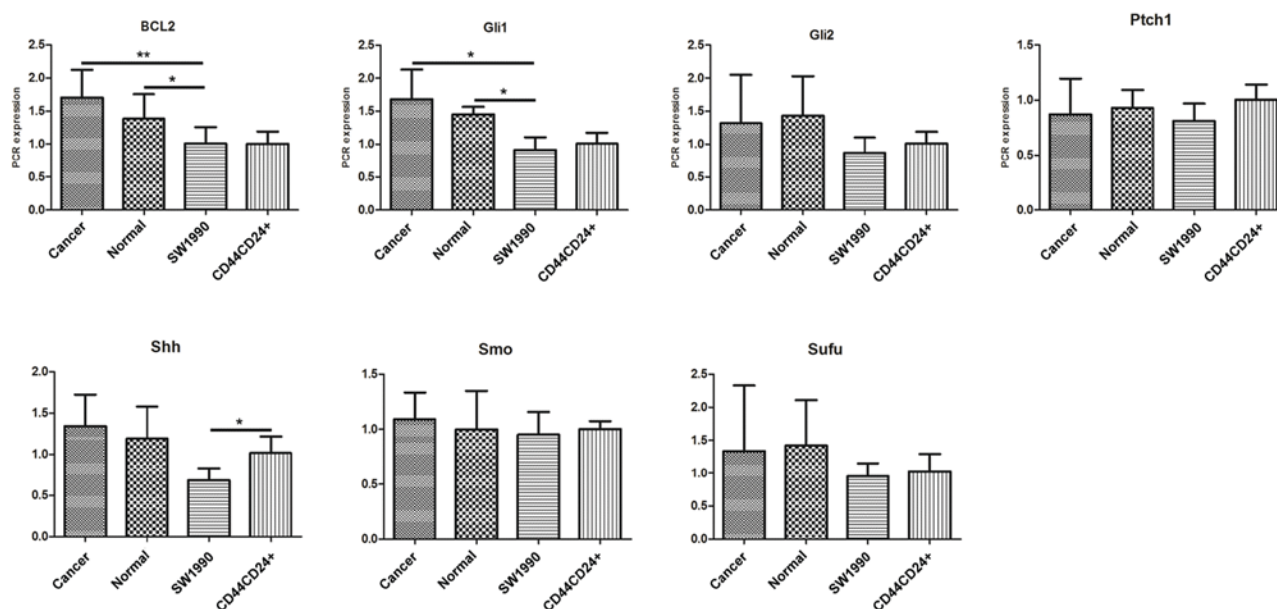 BCL2
2.5
2.0
1.5
1.0
0.5
0.0
PCR expression
**
*
Cancer
Normal
SW1990
CD44CD24+
Gli1
2.5
2.0
1.5
1.0
0.5
0.0
PCR expression
*
*
Cancer
Normal
SW1990
CD44CD24+
Gli2
2.5
2.0
1.5
1.0
0.5
0.0
PCR expression
Cancer
Normal
SW1990
CD44CD24+
Ptch1
1.5
1.0
0.5
0.0
PCR expression
Cancer
Normal
SW1990
CD44CD24+
Shh
2.0
1.5
1.0
0.5
0.0
*
Cancer
Normal
SW1990
CD44CD24+
Smo
1.5
1.0
0.5
0.0
Cancer
Normal
SW1990
CD44CD24+
Sufu
2.5
2.0
1.5
1.0
0.5
0.0
Cancer
Normal
SW1990
CD44CD24+